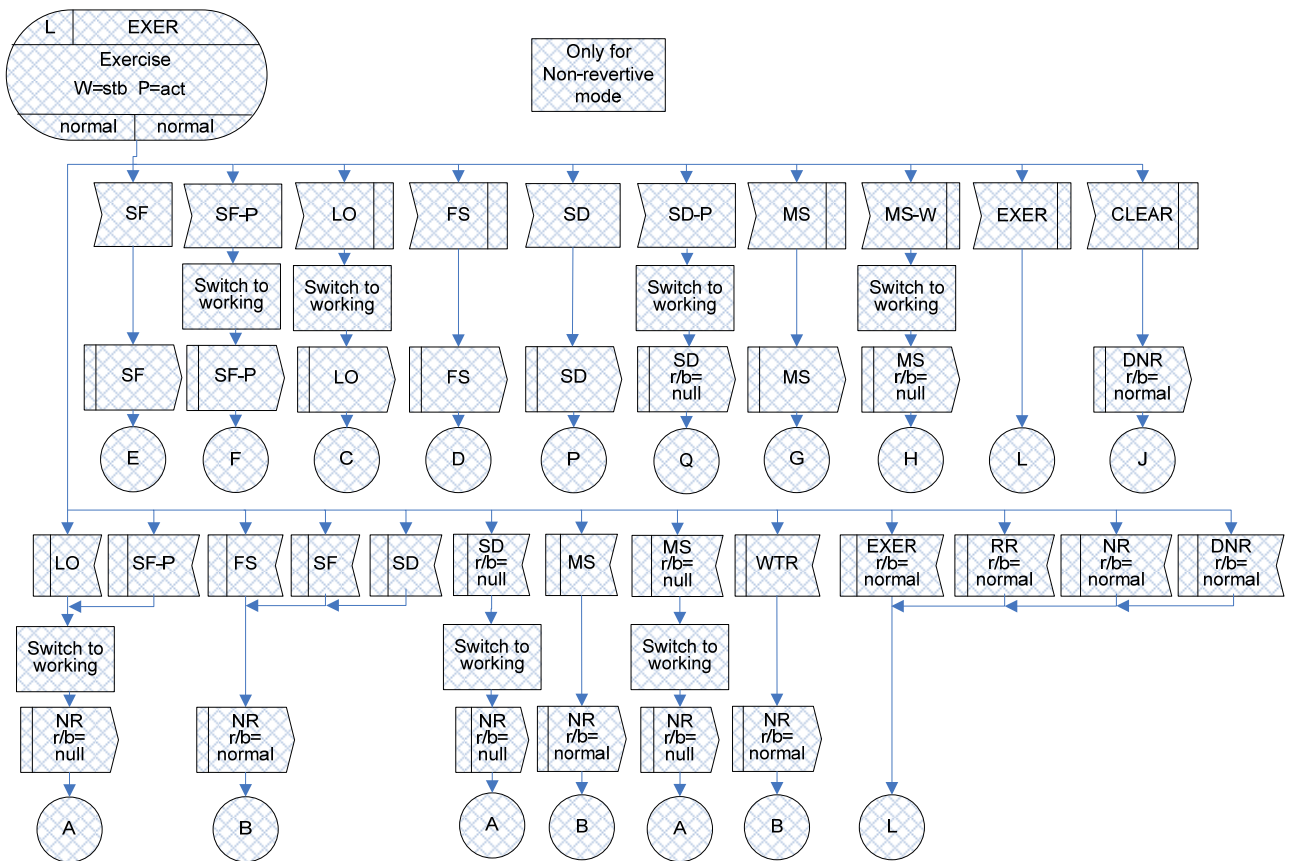 L EXER
Exercise
W=stb P=act
normal normal
Only for
Non-revertive
mode
SF SF-P LO FS SD SD-P MS MS-W EXER CLEAR
Switch to
working
Switch to
working
Switch to
working
Switch to
working
SF SF-P LO FS SD
SD
r/b=
null
MS
MS
r/b=
null
DNR
r/b=
normal
E F C D P Q G H L J
LO SF-P FS SF SD
SD
r/b=
null
MS
MS
r/b=
null
WTR
EXER
r/b=
normal
RR
r/b=
normal
NR
r/b=
normal
DNR
r/b=
normal
Switch to
working
Switch to
working
Switch to
working
NR
r/b=
null
NR
r/b=
normal
NR
r/b=
null
NR
r/b=
normal
NR
r/b=
null
NR
r/b=
normal
A B A B A B L